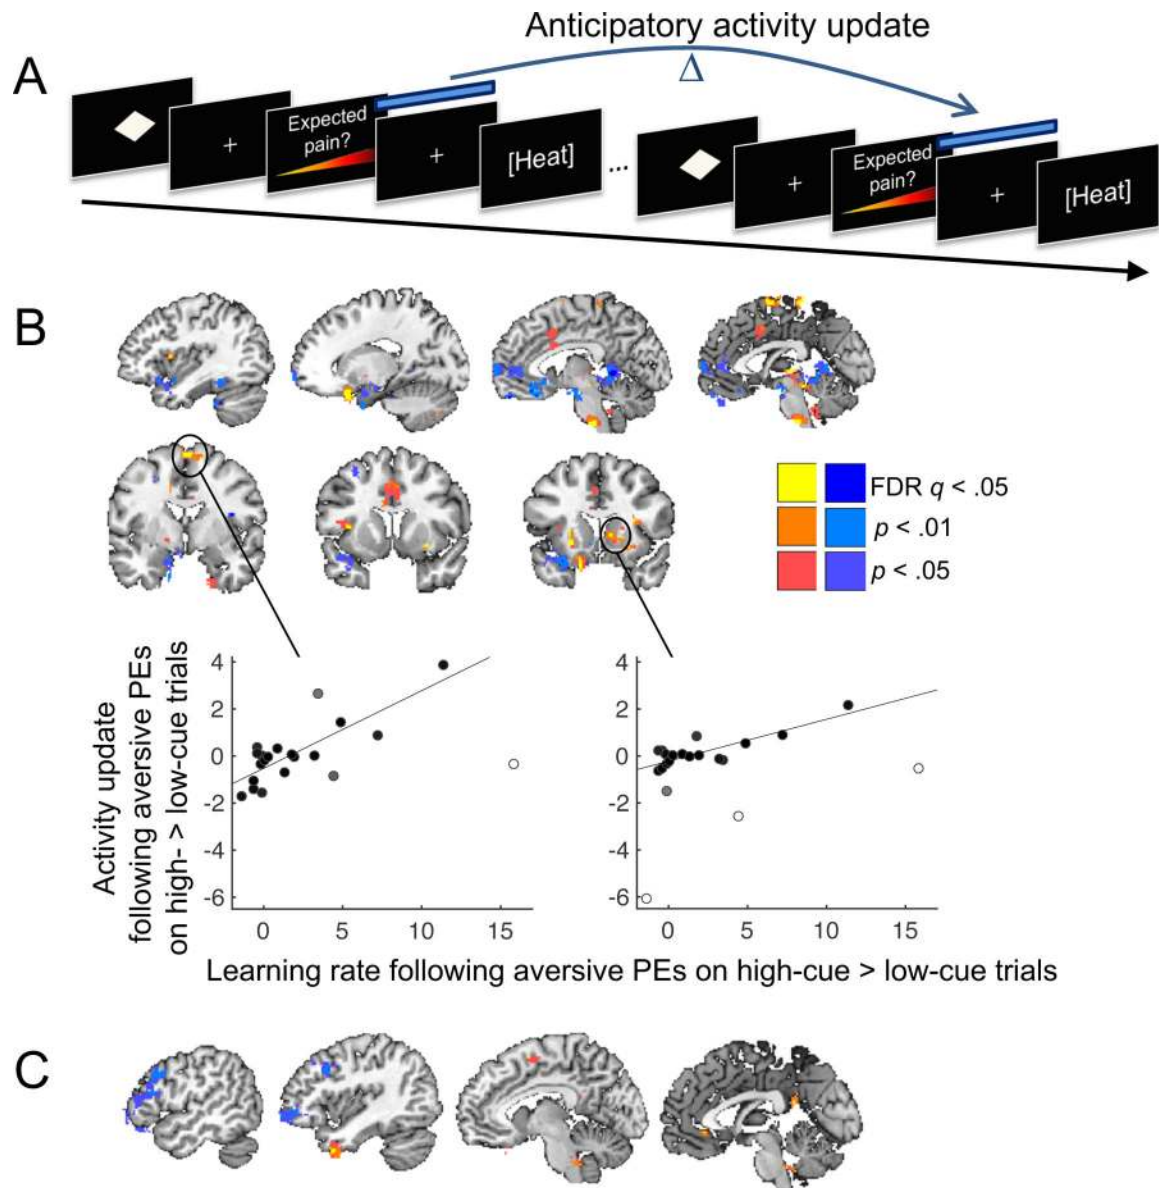 Anticipatory activity update
A
Δ
Expected
pain?
+
+
[Heat]
...
+
Expected
pain?
+
[Heat]
B
FDR q < .05
p < .01
p < .05
Activity update
following aversive PEs
on high- > low-cue trials
4
2
0
-2
-4
-6
0
5
10
15
4
2
0
-2
-4
-6
0
5
10
15
Learning rate following aversive PEs on high-cue > low-cue trials
C